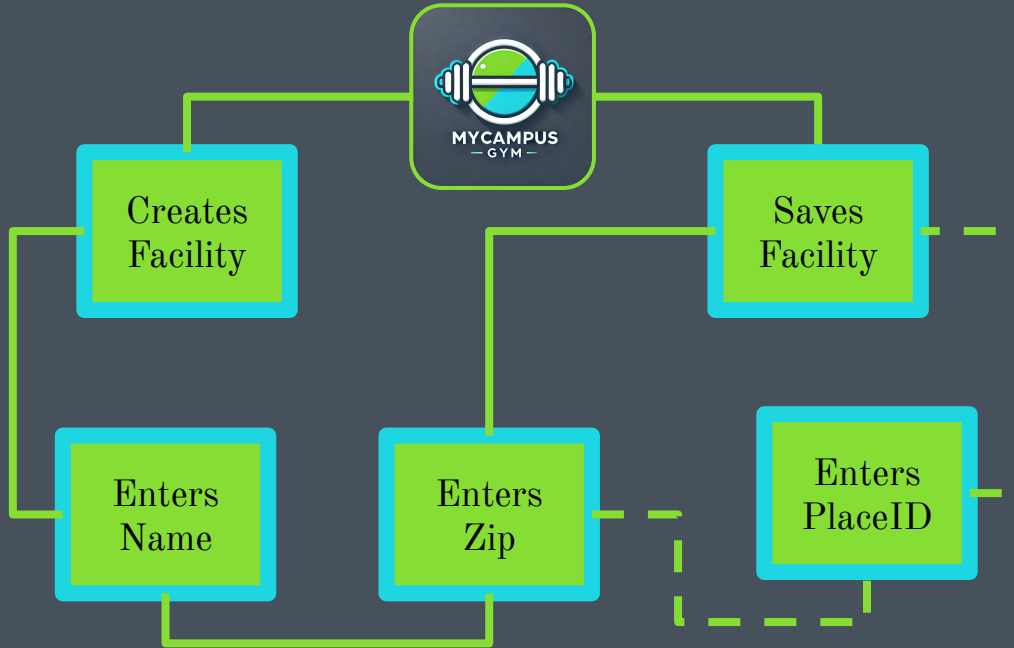 MYCAMPUS
GYM
Creates
Facility
Saves
Facility
Enters
Name
Enters
Zip
Enters
PlaceID